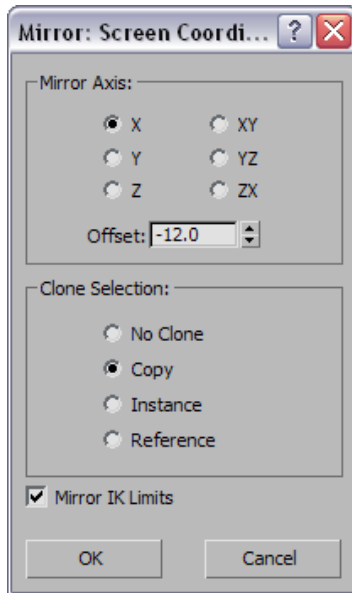 Mirror: Screen Coordi... ?
Mirror Axis:
X XY
Y YZ
Z ZX
Offset: -12.0
Clone Selection:
No Clone
Copy
Instance
Reference
Mirror IK Limits
OK Cancel